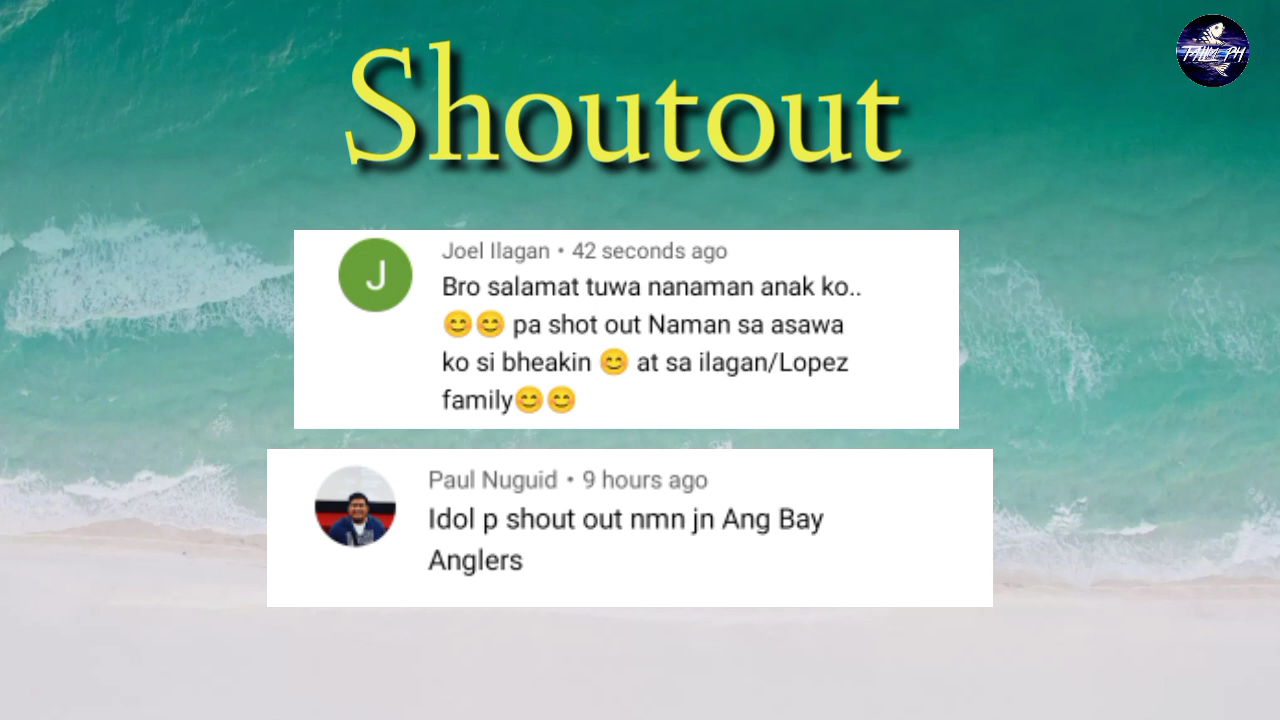 Shoutout
Joel Ilagan • 42 seconds ago
J
Bro salamat tuwa nanaman anak ko..
😊😊 pa shot out Naman sa asawa
ko si bheakin 😊 at sa ilagan/Lopez
family😊😊
Paul Nuguid • 9 hours ago
Idol p shout out nmn jn Ang Bay
Anglers